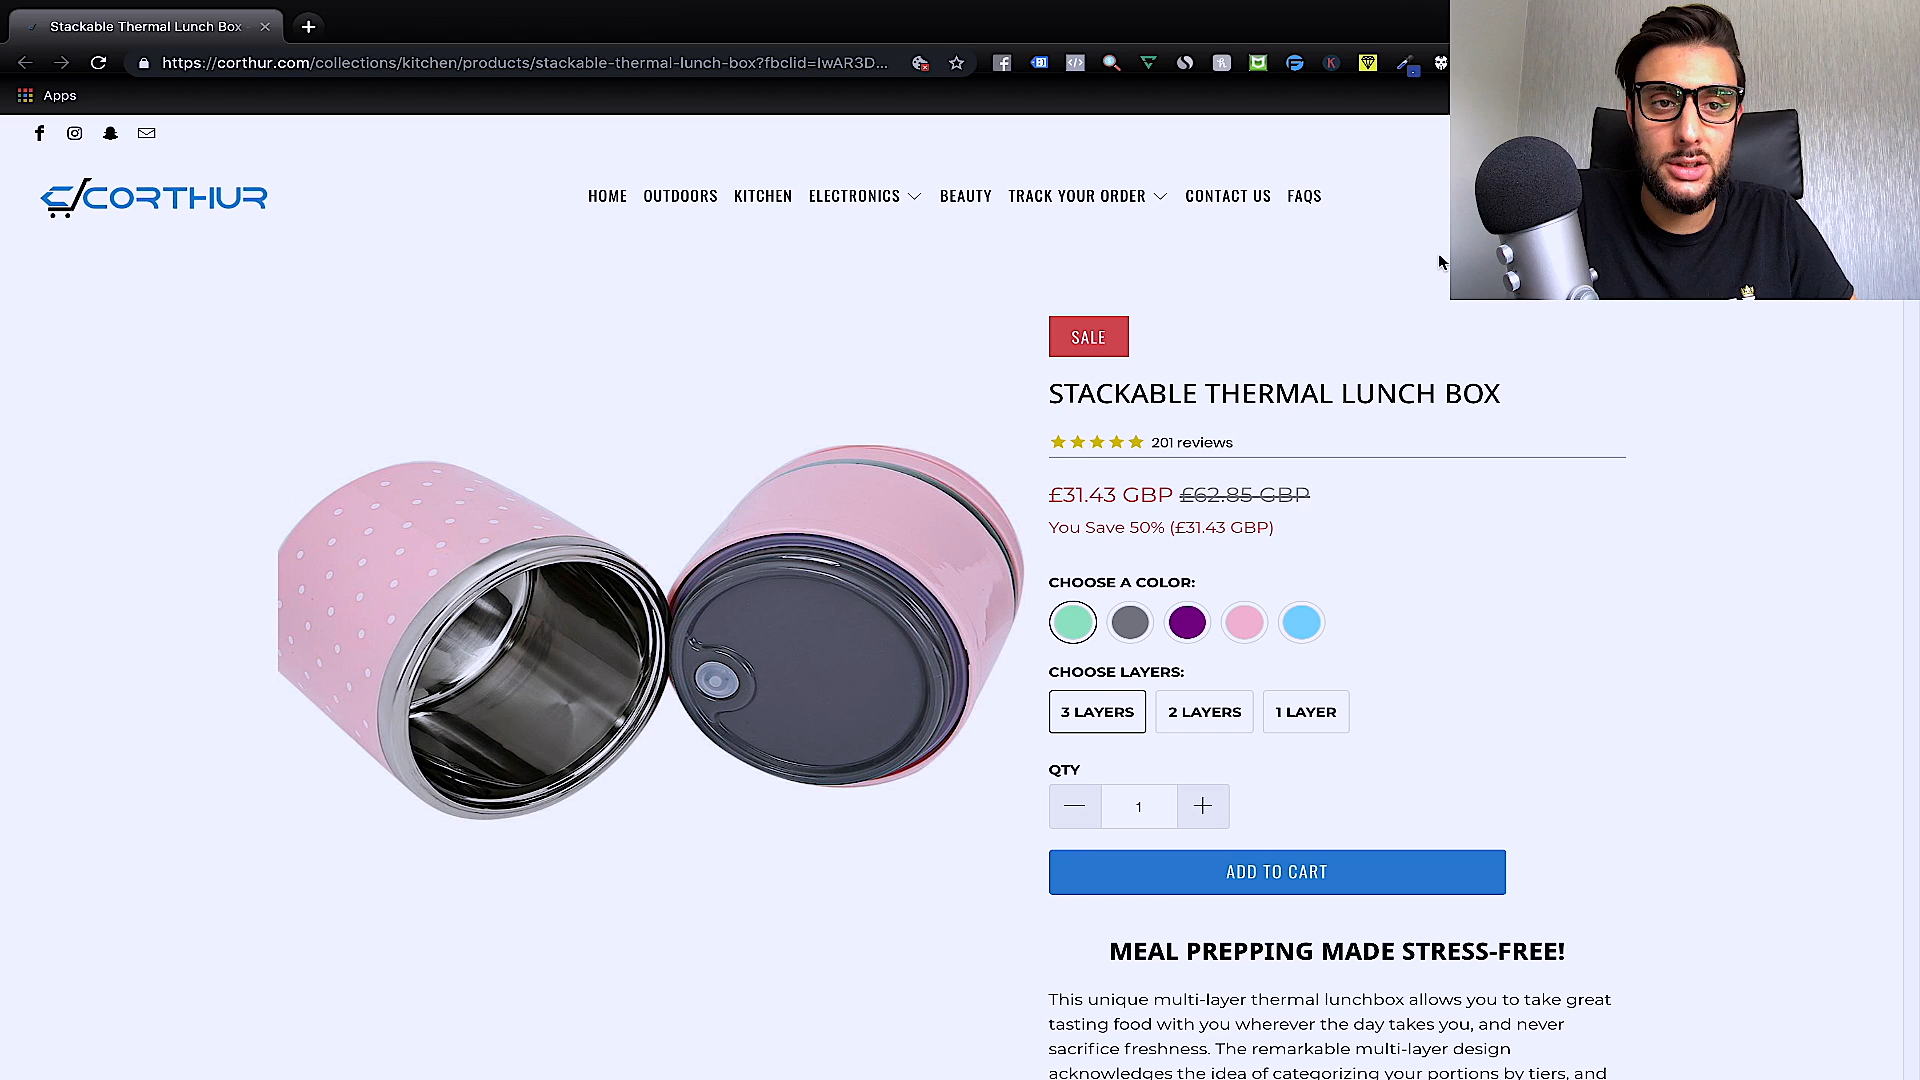 Stackable Thermal Lunch Box
https://corthur.com/collections/kitchen/products/stackable-thermal-lunch-box?fbclid=IwAR3D...
Apps
CORTHUR
HOME OUTDOORS KITCHEN ELECTRONICS BEAUTY TRACK YOUR ORDER CONTACT US FAQS
SALE
STACKABLE THERMAL LUNCH BOX
201 reviews
£31.43 GBP £62.85 GBP
You Save 50% (£31.43 GBP)
CHOOSE A COLOR:
CHOOSE LAYERS:
3 LAYERS 2 LAYERS 1 LAYER
QTY
1
ADD TO CART
MEAL PREPPING MADE STRESS-FREE!
This unique multi-layer thermal lunchbox allows you to take great
tasting food with you wherever the day takes you, and never
sacrifice freshness. The remarkable multi-layer design
acknowledges the idea of categorizing your portions by tiers, and